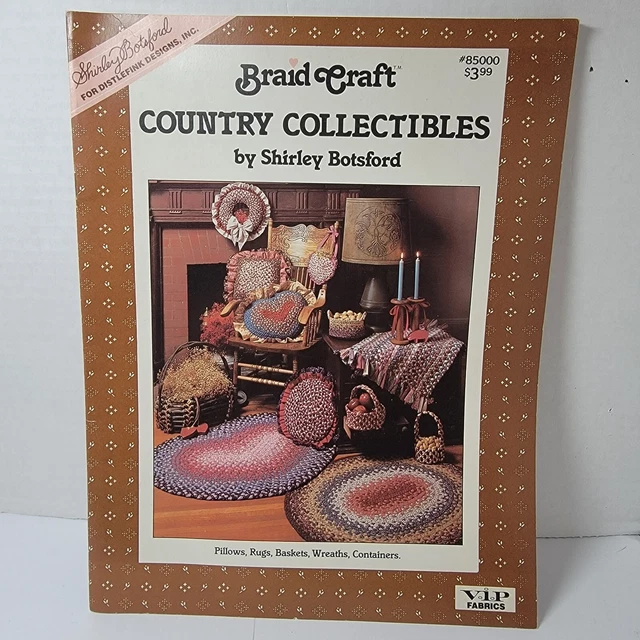 Shirley Botsford
FOR DISTLEFINK DESIGNS, INC.
#85000
$3.99
Braid Craft™
COUNTRY COLLECTIBLES
by Shirley Botsford
Pillows, Rugs, Baskets, Wreaths, Containers.
V.I.P
FABRICS